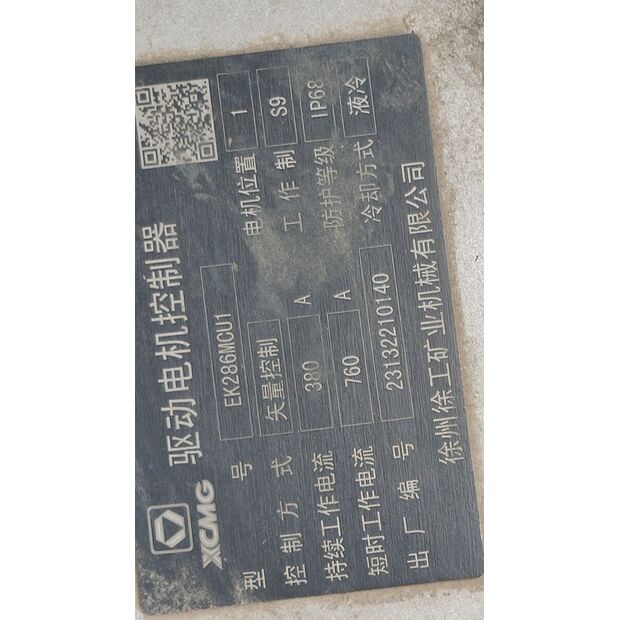 XCMG 驱动电机控制器
型号 EK286MCU1 电机位置 1
控制方式 矢量控制 工作制 S9
持续工作电流 380 A 防护等级 IP68
短时工作电流 760 A 冷却方式 液冷
出厂编号 23132210140
徐州徐工矿业机械有限公司